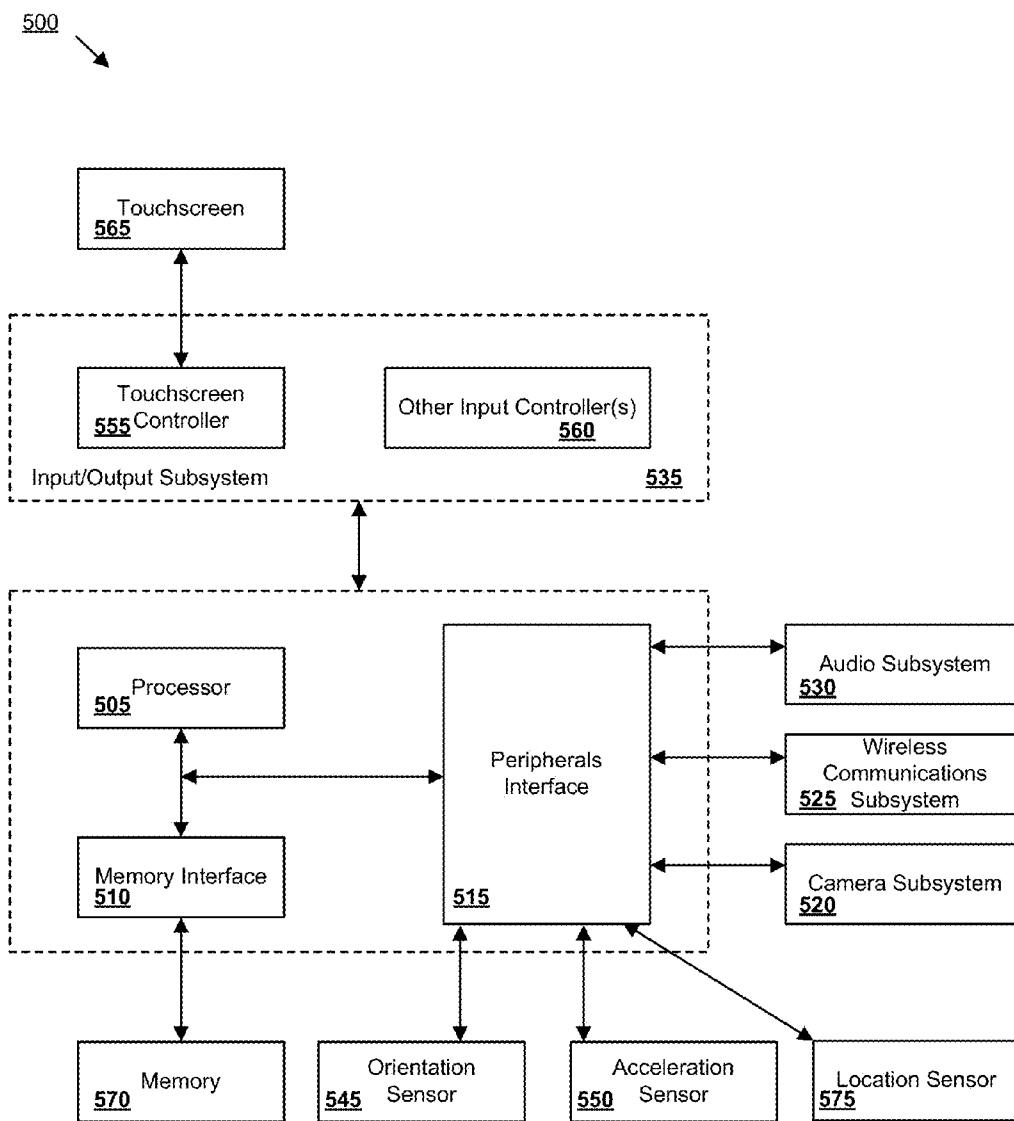 500
Touchscreen
565
Touchscreen
Controller
555
Other Input Controller(s)
560
Input/Output Subsystem
535
Processor
505
Peripherals
Interface
515
Memory Interface
510
Audio Subsystem
530
Wireless
Communications
Subsystem
525
Camera Subsystem
520
Memory
570
Orientation
Sensor
545
Acceleration
Sensor
550
Location Sensor
575